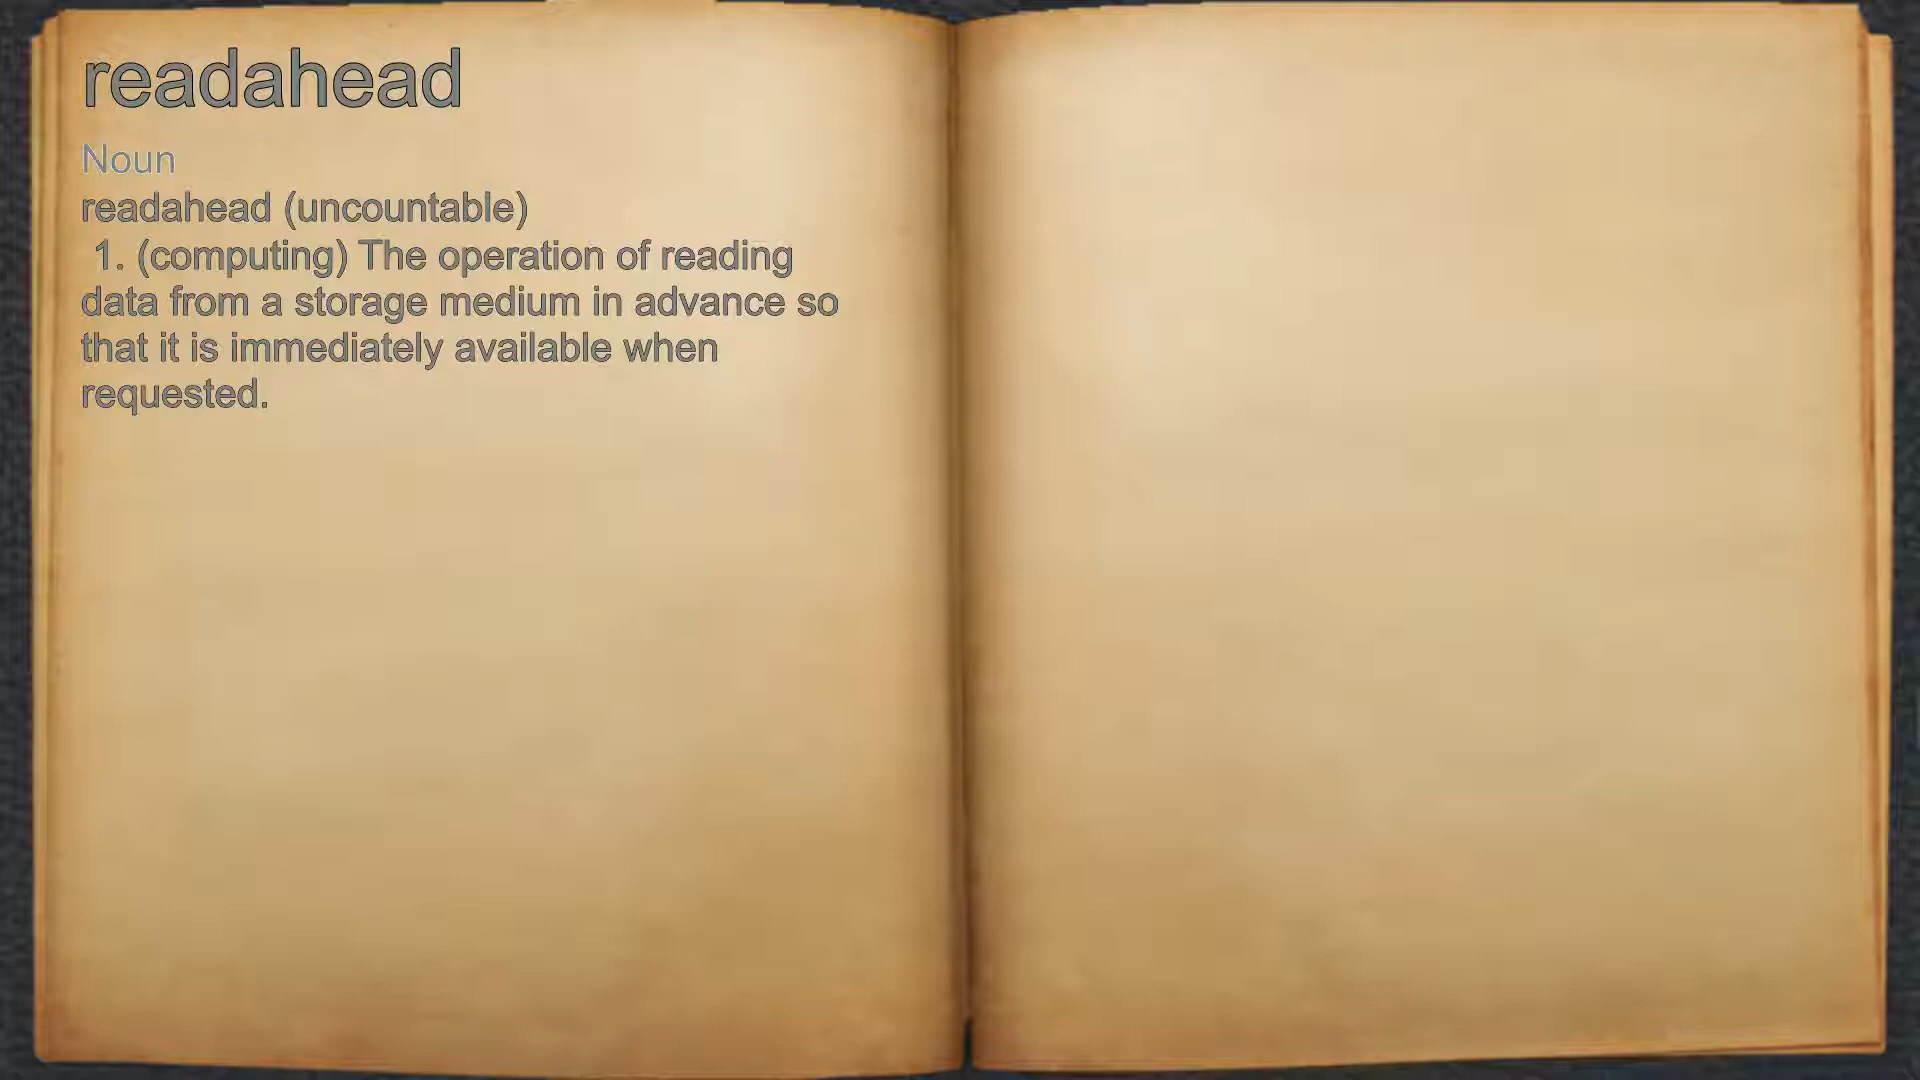 readahead
Noun
readahead (uncountable)
1. (computing) The operation of reading
data from a storage medium in advance so
that it is immediately available when
requested.